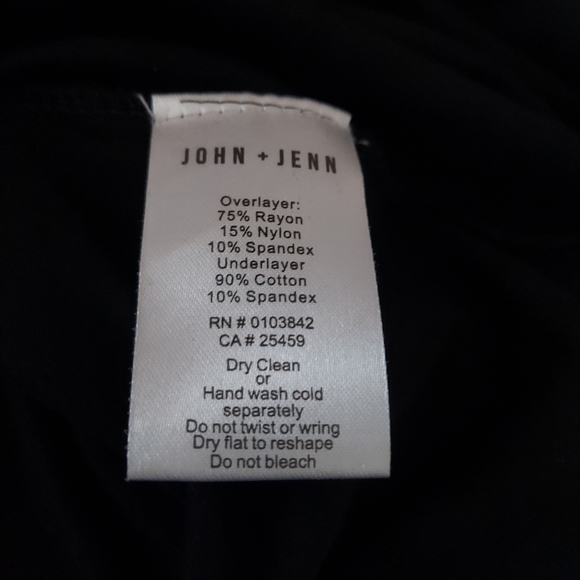 JOHN + JENN
Overlayer:
75% Rayon
15% Nylon
10% Spandex
Underlayer
90% Cotton
10% Spandex
RN # 0103842
CA # 25459
Dry Clean
or
Hand wash cold
separately
Do not twist or wring
Dry flat to reshape
Do not bleach